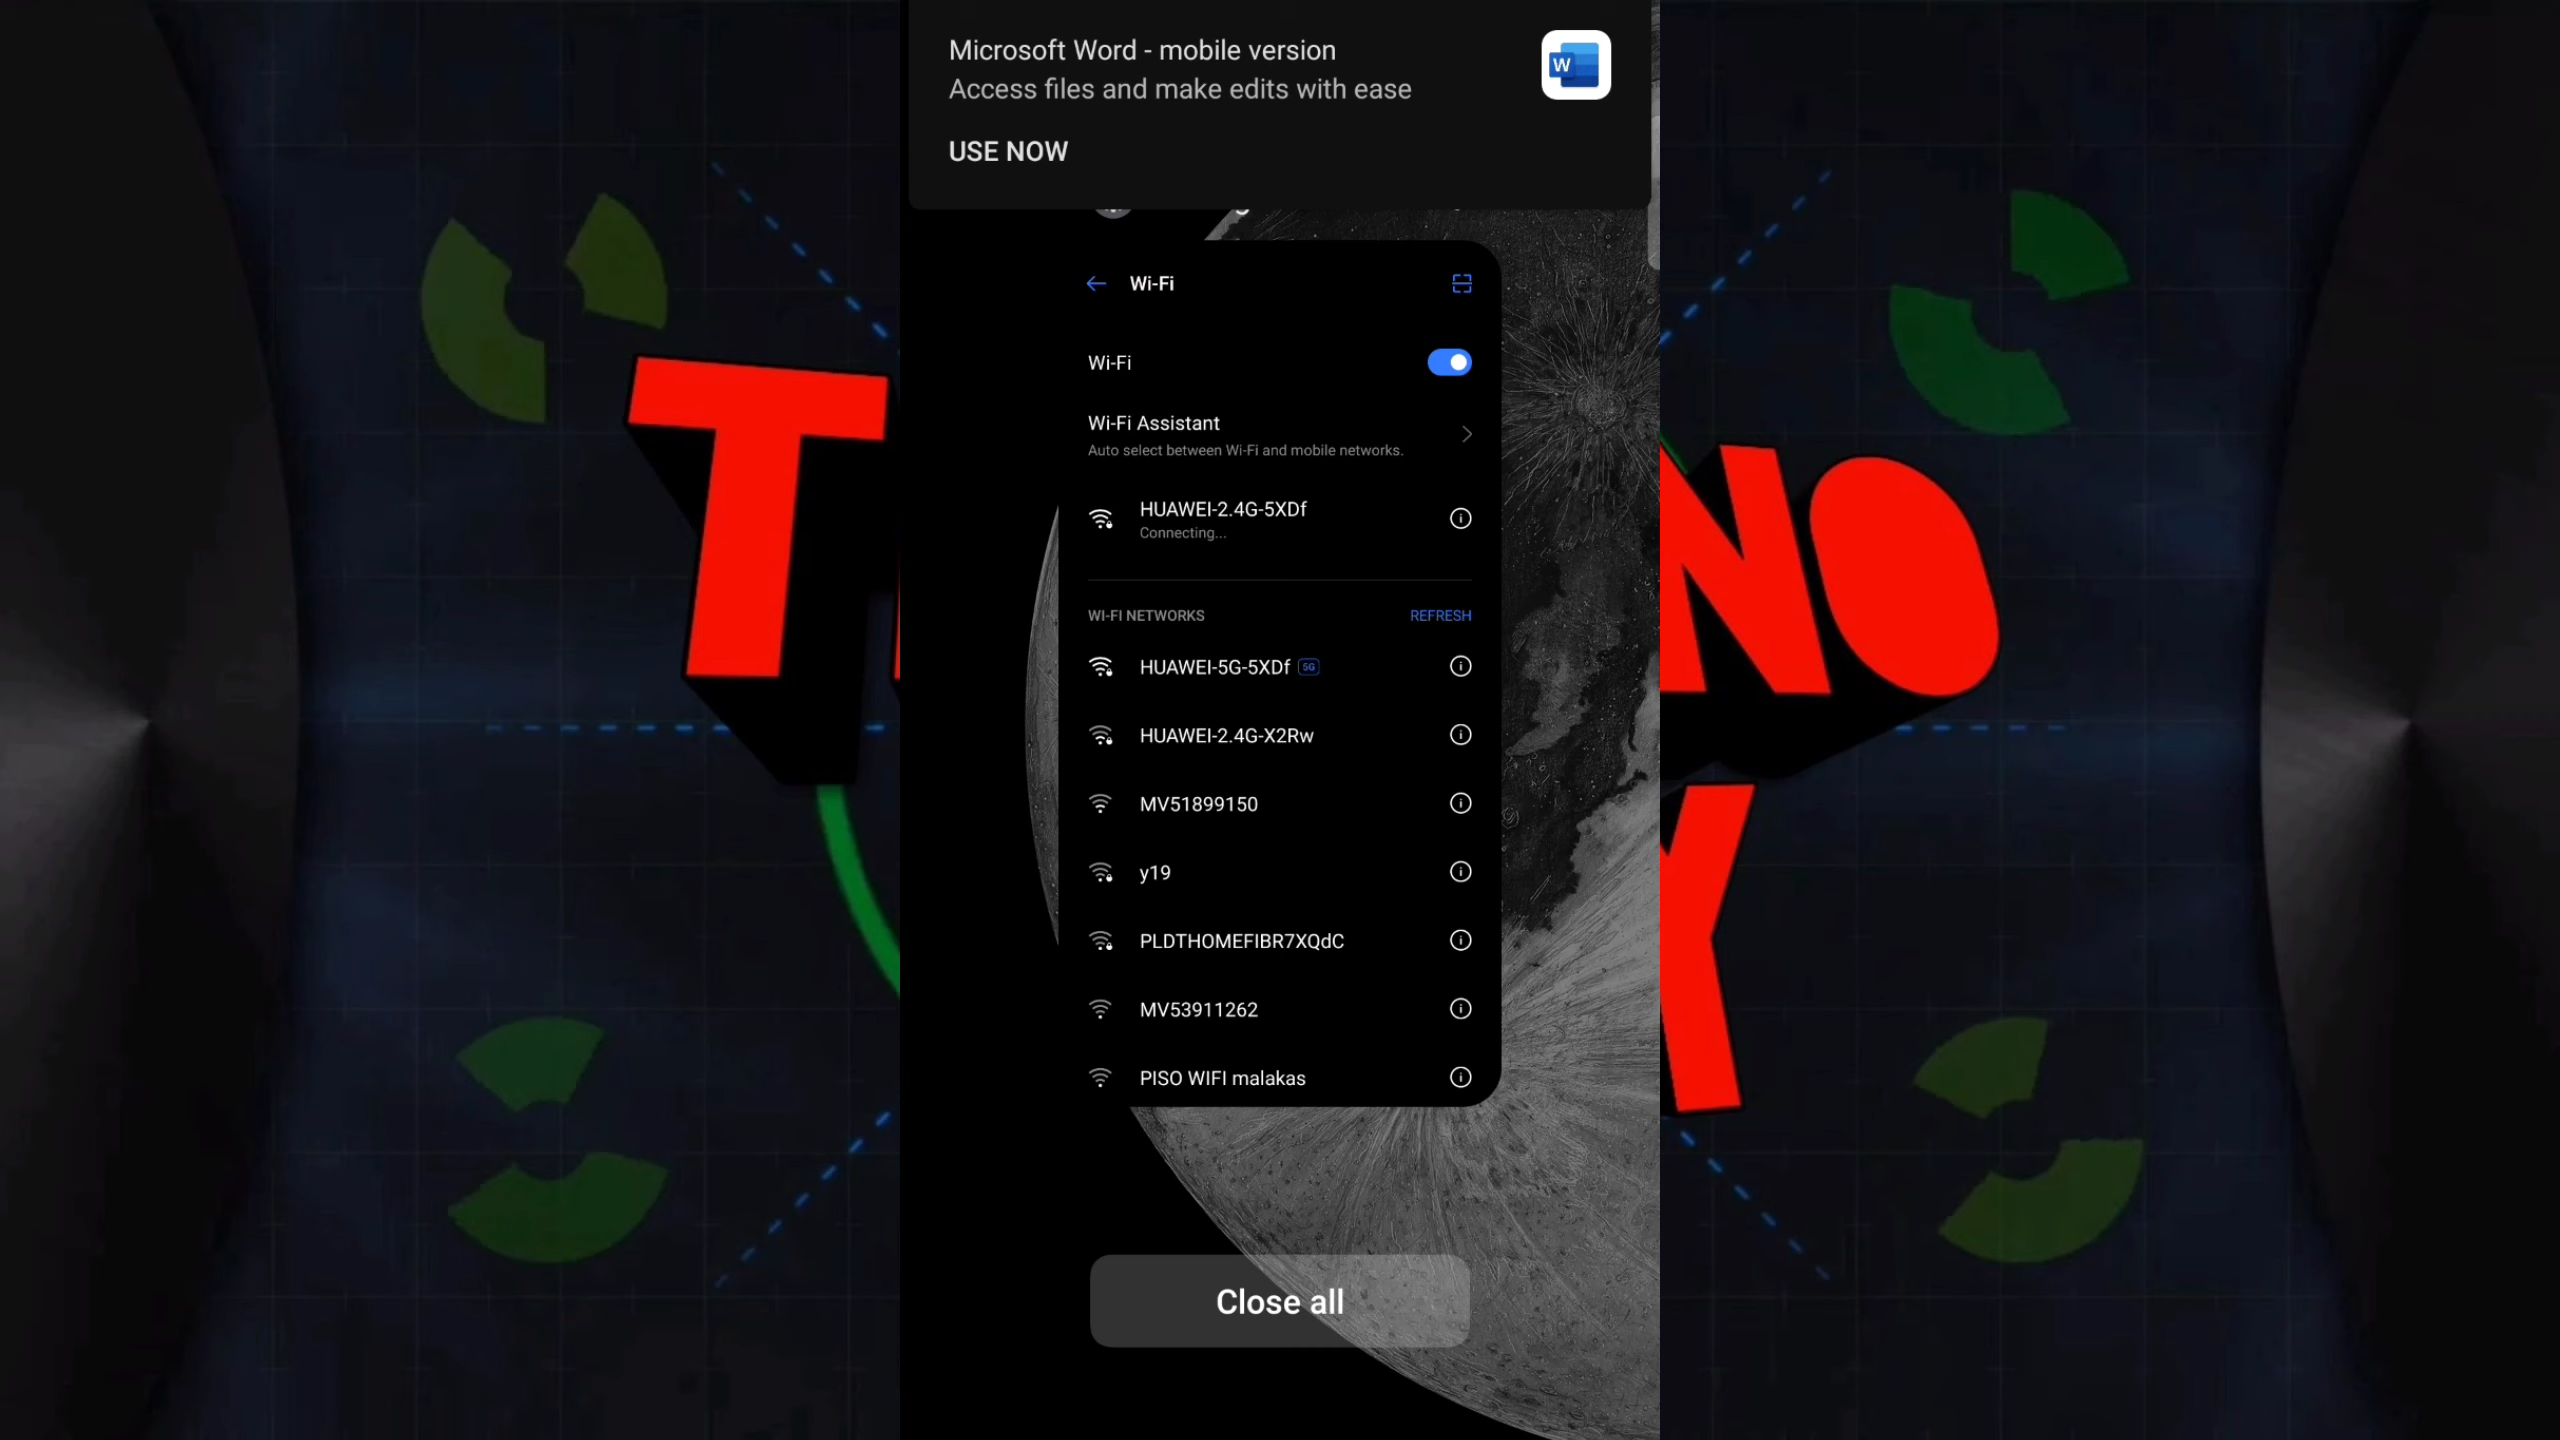 Microsoft Word - mobile version
Access files and make edits with ease
W
USE NOW
Wi-Fi
Wi-Fi
Wi-Fi Assistant
Auto select between Wi-Fi and mobile networks.
HUAWEI-2.4G-5XDf
Connecting...
WI-FI NETWORKS
REFRESH
HUAWEI-5G-5XDf 5G
HUAWEI-2.4G-X2Rw
MV51899150
y19
PLDTHOMEFIBR7XQdC
MV53911262
PISO WIFI malakas
Close all
T
NO
Y